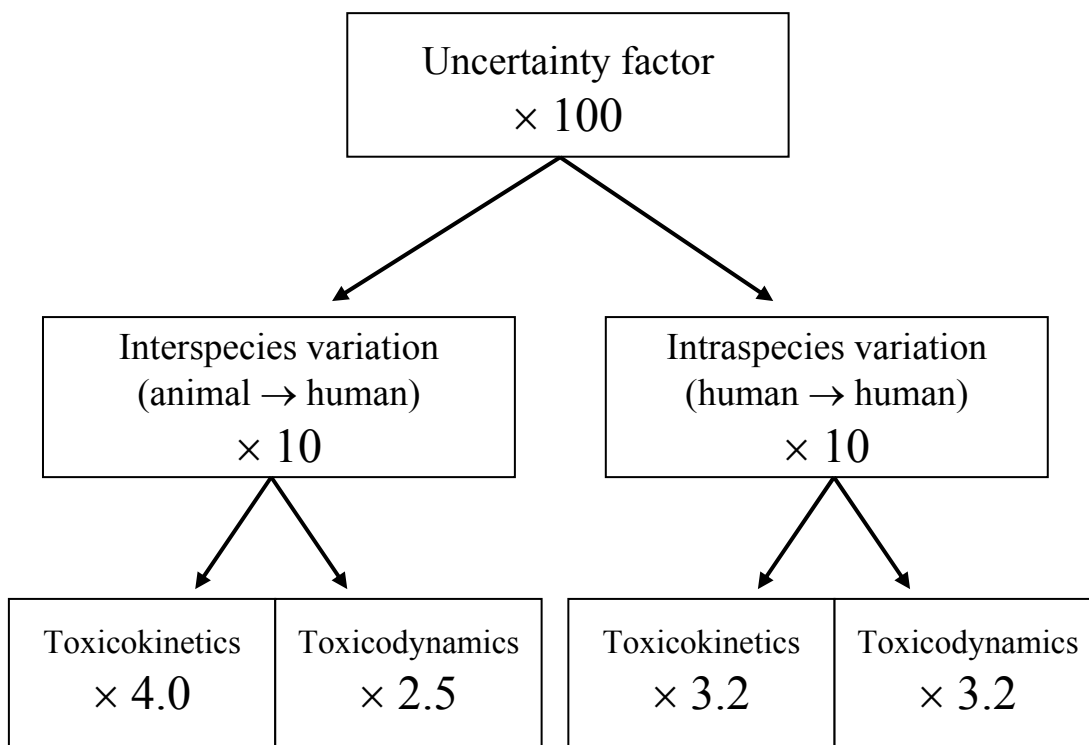 Uncertainty factor
× 100
Interspecies variation
(animal → human)
× 10
Intraspecies variation
(human → human)
× 10
Toxicokinetics
× 4.0
Toxicodynamics
× 2.5
Toxicokinetics
× 3.2
Toxicodynamics
× 3.2